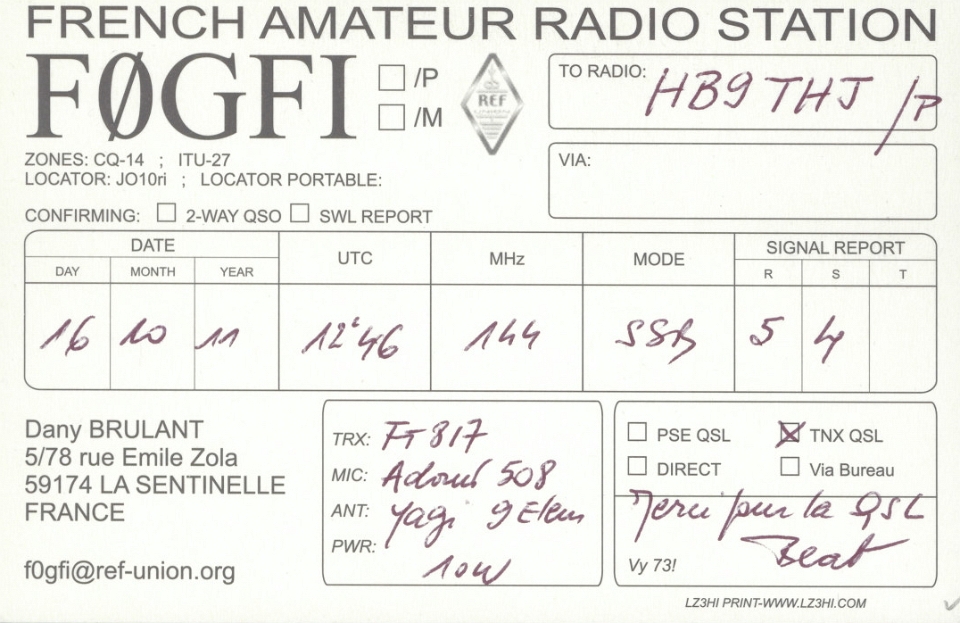 FRENCH AMATEUR RADIO STATION
FØGFI
/P
/M
REF
TO RADIO: HB9THJ /P
VIA:
ZONES: CQ-14 ; ITU-27
LOCATOR: JO10ri ; LOCATOR PORTABLE:
CONFIRMING: 2-WAY QSO SWL REPORT
DATE UTC MHz MODE SIGNAL REPORT
DAY MONTH YEAR R S T
16 10 11 12'46 144 SSB 5 4
Dany BRULANT
5/78 rue Emile Zola
59174 LA SENTINELLE
FRANCE
f0gfi@ref-union.org
TRX: FT 817
MIC: Adonis 508
ANT: Yagi 9 Elem
PWR: 10W
PSE QSL TNX QSL
DIRECT Via Bureau
Merci pour la QSL
Beat
Vy 73!
LZ3HI PRINT-WWW.LZ3HI.COM